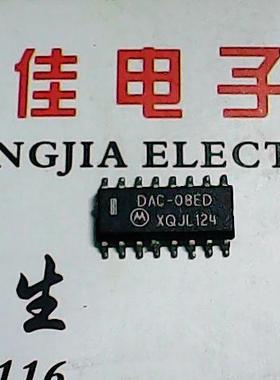 佳电子
NGJIA ELECT
DAC-08ED
XQJL124
生
116